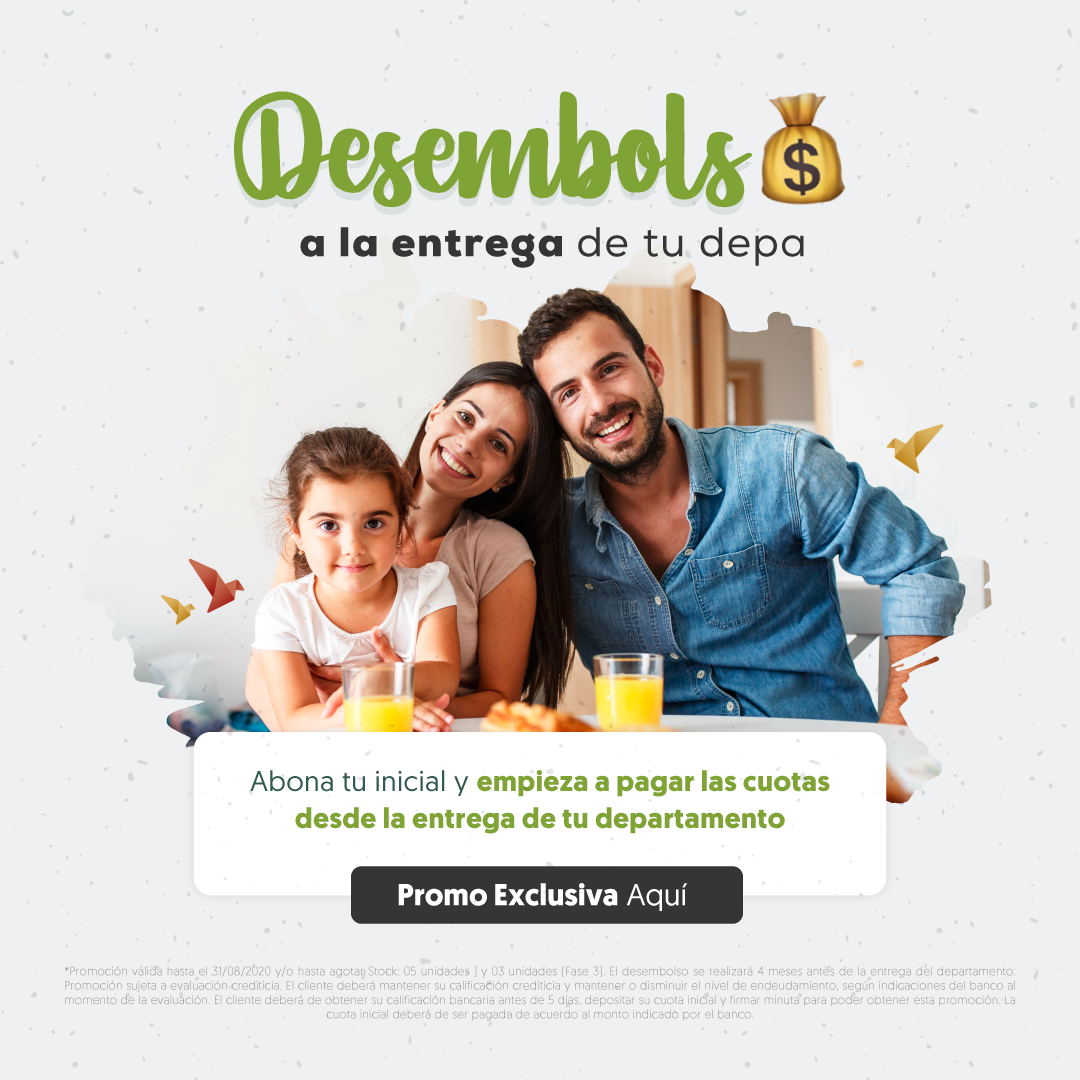 Desembols
$
a la entrega de tu depa
Abona tu inicial y empieza a pagar las cuotas
desde la entrega de tu departamento
Promo Exclusiva Aquí
*Promoción válida hasta el 31/08/2020 y/o hasta agotar Stock: 05 unidades ) y 03 unidades (Fase 3). El desembolso se realizará 4 meses antes de la entrega del departamento.
Promoción sujeta a evaluación crediticia. El cliente deberá mantener su calificación crediticia y mantener o disminuir el nivel de endeudamiento, según indicaciones del banco al
momento de la evaluación. El cliente deberá de obtener su calificación bancaria antes de 5 días, depositar su cuota inicial y firmar minuta para poder obtener esta promoción. La
cuota inicial deberá de ser pagada de acuerdo al monto indicado por el banco.